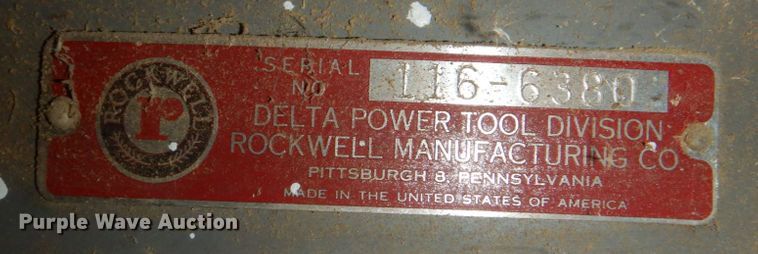 ROCKWELL
P
SERIAL NO 116-6380
DELTA POWER TOOL DIVISION
ROCKWELL MANUFACTURING CO
PITTSBURGH 8, PENNSYLVANIA
MADE IN THE UNITED STATES OF AMERICA
Purple Wave Auction